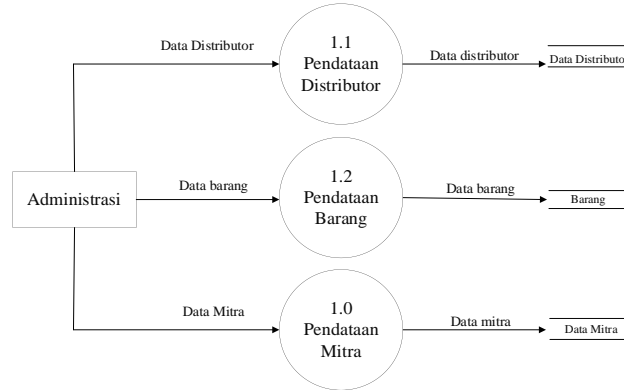 Data Distributor
1.1
Pendataan
Distributor
Data distributor
Data Distributo
Administrasi
Data barang
1.2
Pendataan
Barang
Data barang
Barang
Data Mitra
1.0
Pendataan
Mitra
Data mitra
Data Mitra